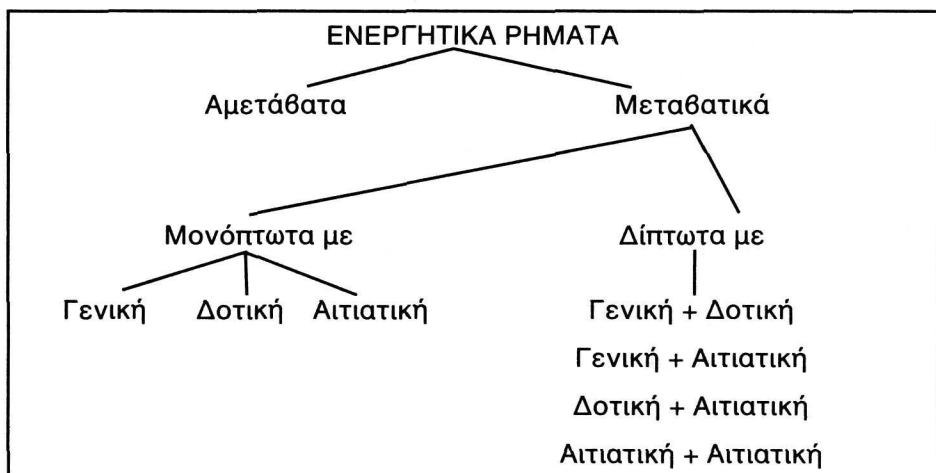 ΕΝΕΡΓΗΤΙΚΑ ΡΗΜΑΤΑ
Αμετάβατα Μεταβατικά
Μονόπτωτα με Δίπτωτα με
Γενική Δοτική Αιτιατική Γενική + Δοτική
Γενική + Αιτιατική
Δοτική + Αιτιατική
Αιτιατική + Αιτιατική